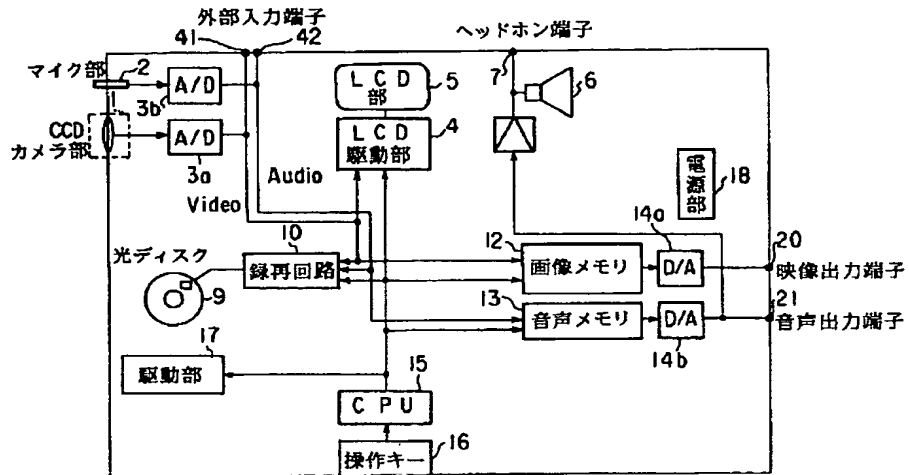 外部入力端子
41 42
ヘッドホン端子
7
マイク部 2
A/D
3b
CCD
カメラ部
A/D
3a
LCD
部
5
LCD
駆動部
4
6
Audio
Video
電源部
18
光ディスク
9
10
録再回路
12
画像メモリ
14a
D/A
20
映像出力端子
13
音声メモリ
D/A
14b
21
音声出力端子
17
駆動部
15
CPU
操作キー
16